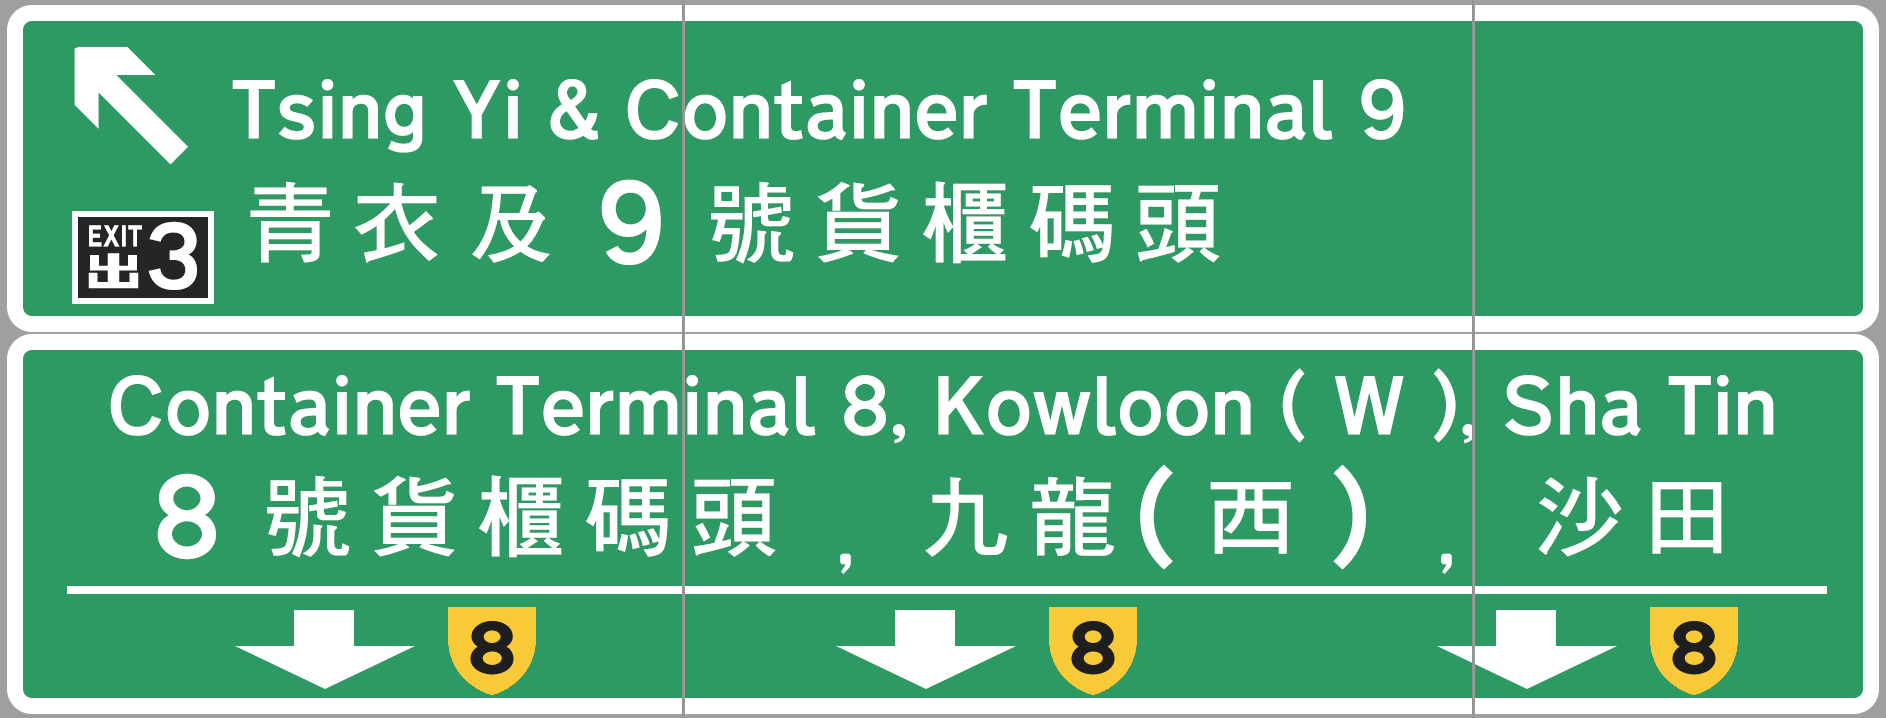 Tsing Yi & Container Terminal 9
青衣及 9 號貨櫃碼頭
EXIT
出 3
Container Terminal 8, Kowloon ( W ), Sha Tin
8 號貨櫃碼頭 , 九龍( 西 ) , 沙田
8 8 8